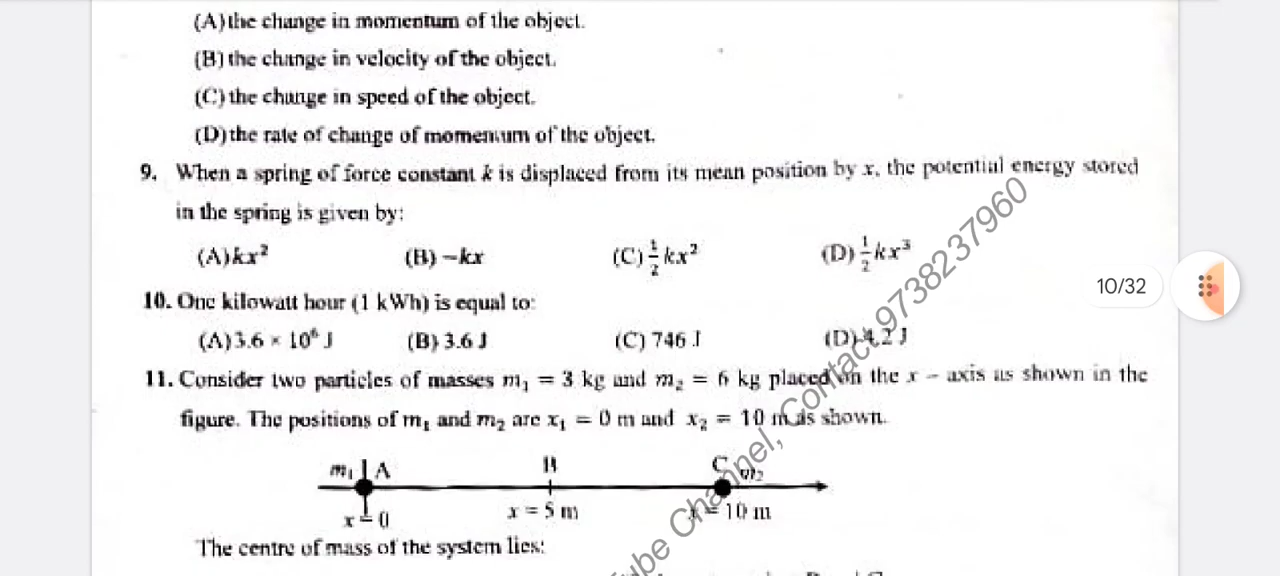 (A) the change in momentum of the object.
(B) the change in velocity of the object.
(C) the change in speed of the object.
(D) the rate of change of momentum of the object.
9. When a spring of force constant k is displaced from its mean position by x, the potential energy stored
in the spring is given by:
(A) kx² (B) −kx (C) ½ kx² (D) ½ kx³
10. One kilowatt hour (1 kWh) is equal to:
(A) 3.6 × 10⁶ J (B) 3.6 J (C) 746 J (D) 4.2 J
11. Consider two particles of masses m₁ = 3 kg and m₂ = 6 kg placed on the x − axis as shown in the
figure. The positions of m₁ and m₂ are x₁ = 0 m and x₂ = 10 m as shown.
m₁ A B C m₂
x = 0 x = 5 m x = 10 m
The centre of mass of the system lies:
10/32
Channel, Contact 9738237960